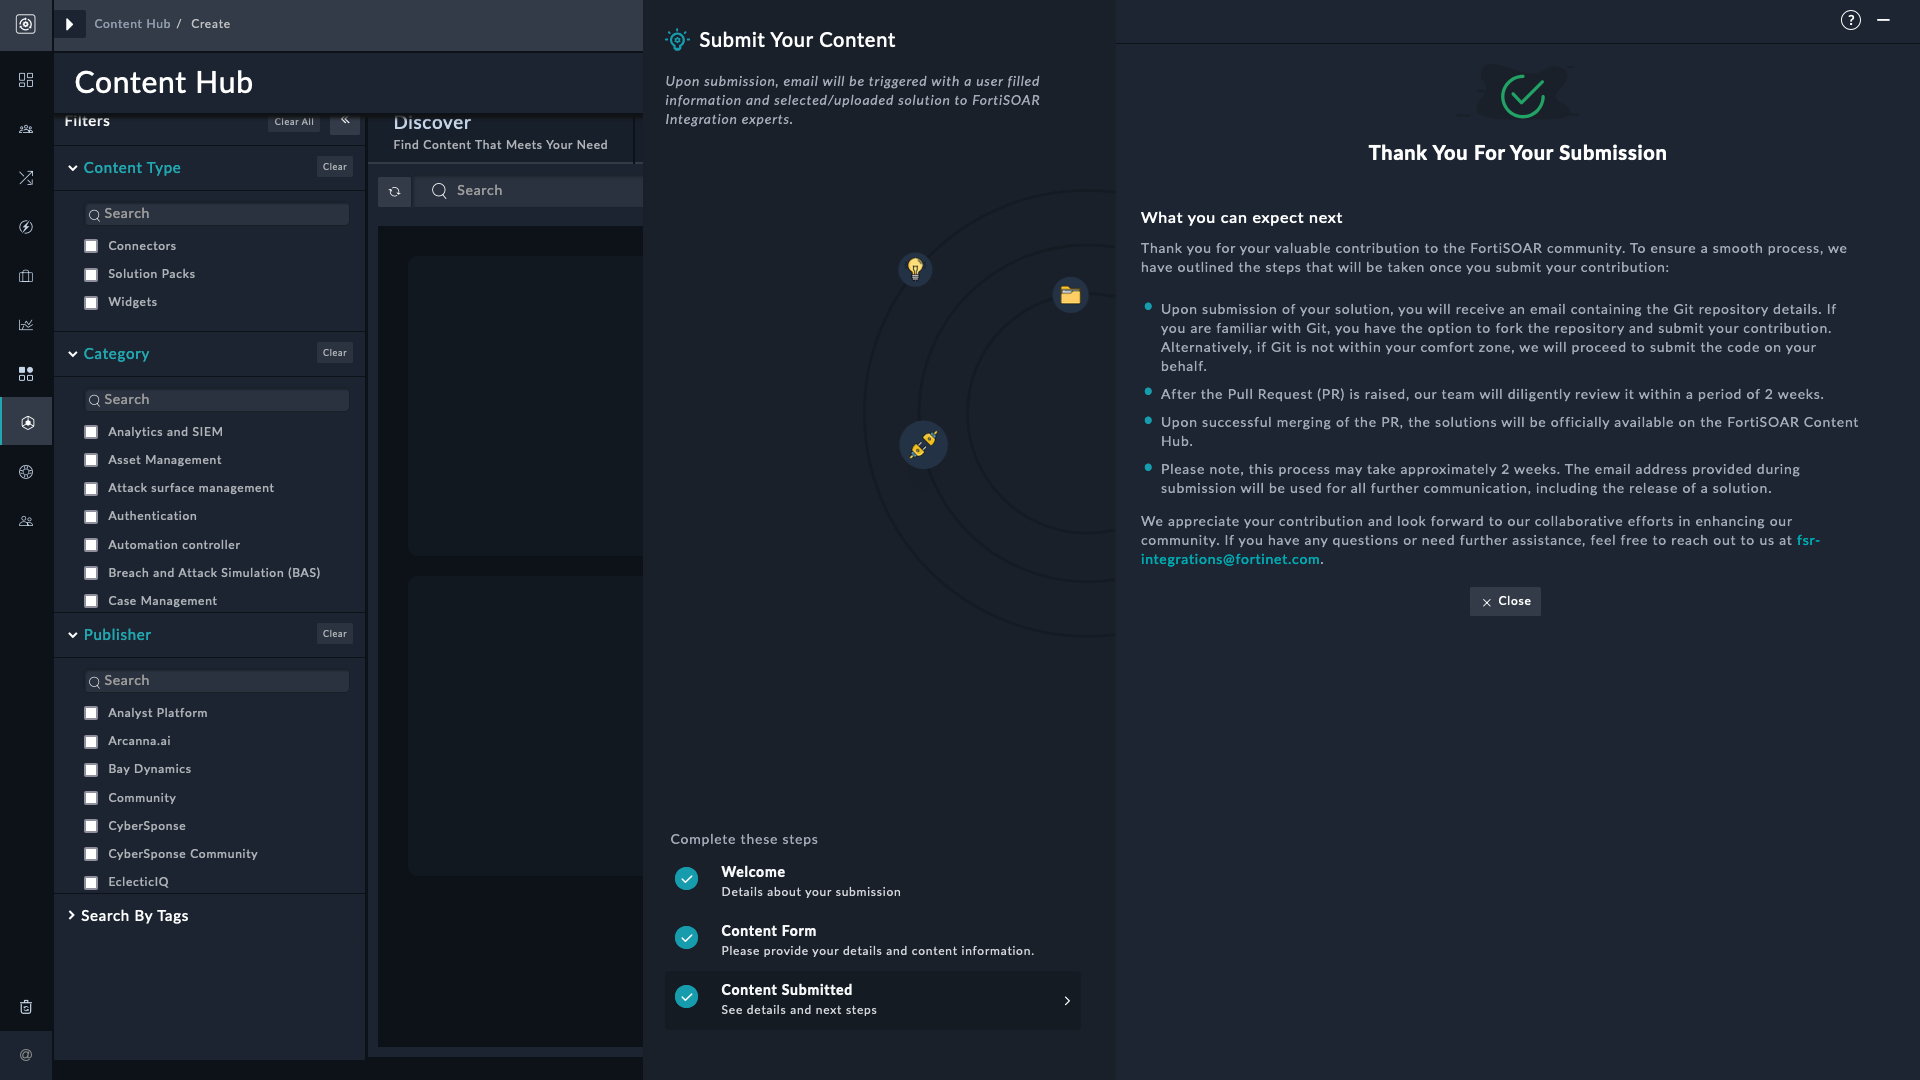 Content Hub / Create
Content Hub
Filters
Clear All
Content Type
Clear
Search
Connectors
Solution Packs
Widgets
Category
Clear
Search
Analytics and SIEM
Asset Management
Attack surface management
Authentication
Automation controller
Breach and Attack Simulation (BAS)
Case Management
Publisher
Clear
Search
Analyst Platform
Arcanna.ai
Bay Dynamics
Community
CyberSponse
CyberSponse Community
EclecticIQ
Search By Tags
@
Discover
Find Content That Meets Your Need
Search
Submit Your Content
Upon submission, email will be triggered with a user filled
information and selected/uploaded solution to FortiSOAR
Integration experts.
Complete these steps
Welcome
Details about your submission
Content Form
Please provide your details and content information.
Content Submitted
See details and next steps
?
Thank You For Your Submission
What you can expect next
Thank you for your valuable contribution to the FortiSOAR community. To ensure a smooth process, we
have outlined the steps that will be taken once you submit your contribution:
Upon submission of your solution, you will receive an email containing the Git repository details. If
you are familiar with Git, you have the option to fork the repository and submit your contribution.
Alternatively, if Git is not within your comfort zone, we will proceed to submit the code on your
behalf.
After the Pull Request (PR) is raised, our team will diligently review it within a period of 2 weeks.
Upon successful merging of the PR, the solutions will be officially available on the FortiSOAR Content
Hub.
Please note, this process may take approximately 2 weeks. The email address provided during
submission will be used for all further communication, including the release of a solution.
We appreciate your contribution and look forward to our collaborative efforts in enhancing our
community. If you have any questions or need further assistance, feel free to reach out to us at fsr-
integrations@fortinet.com.
Close